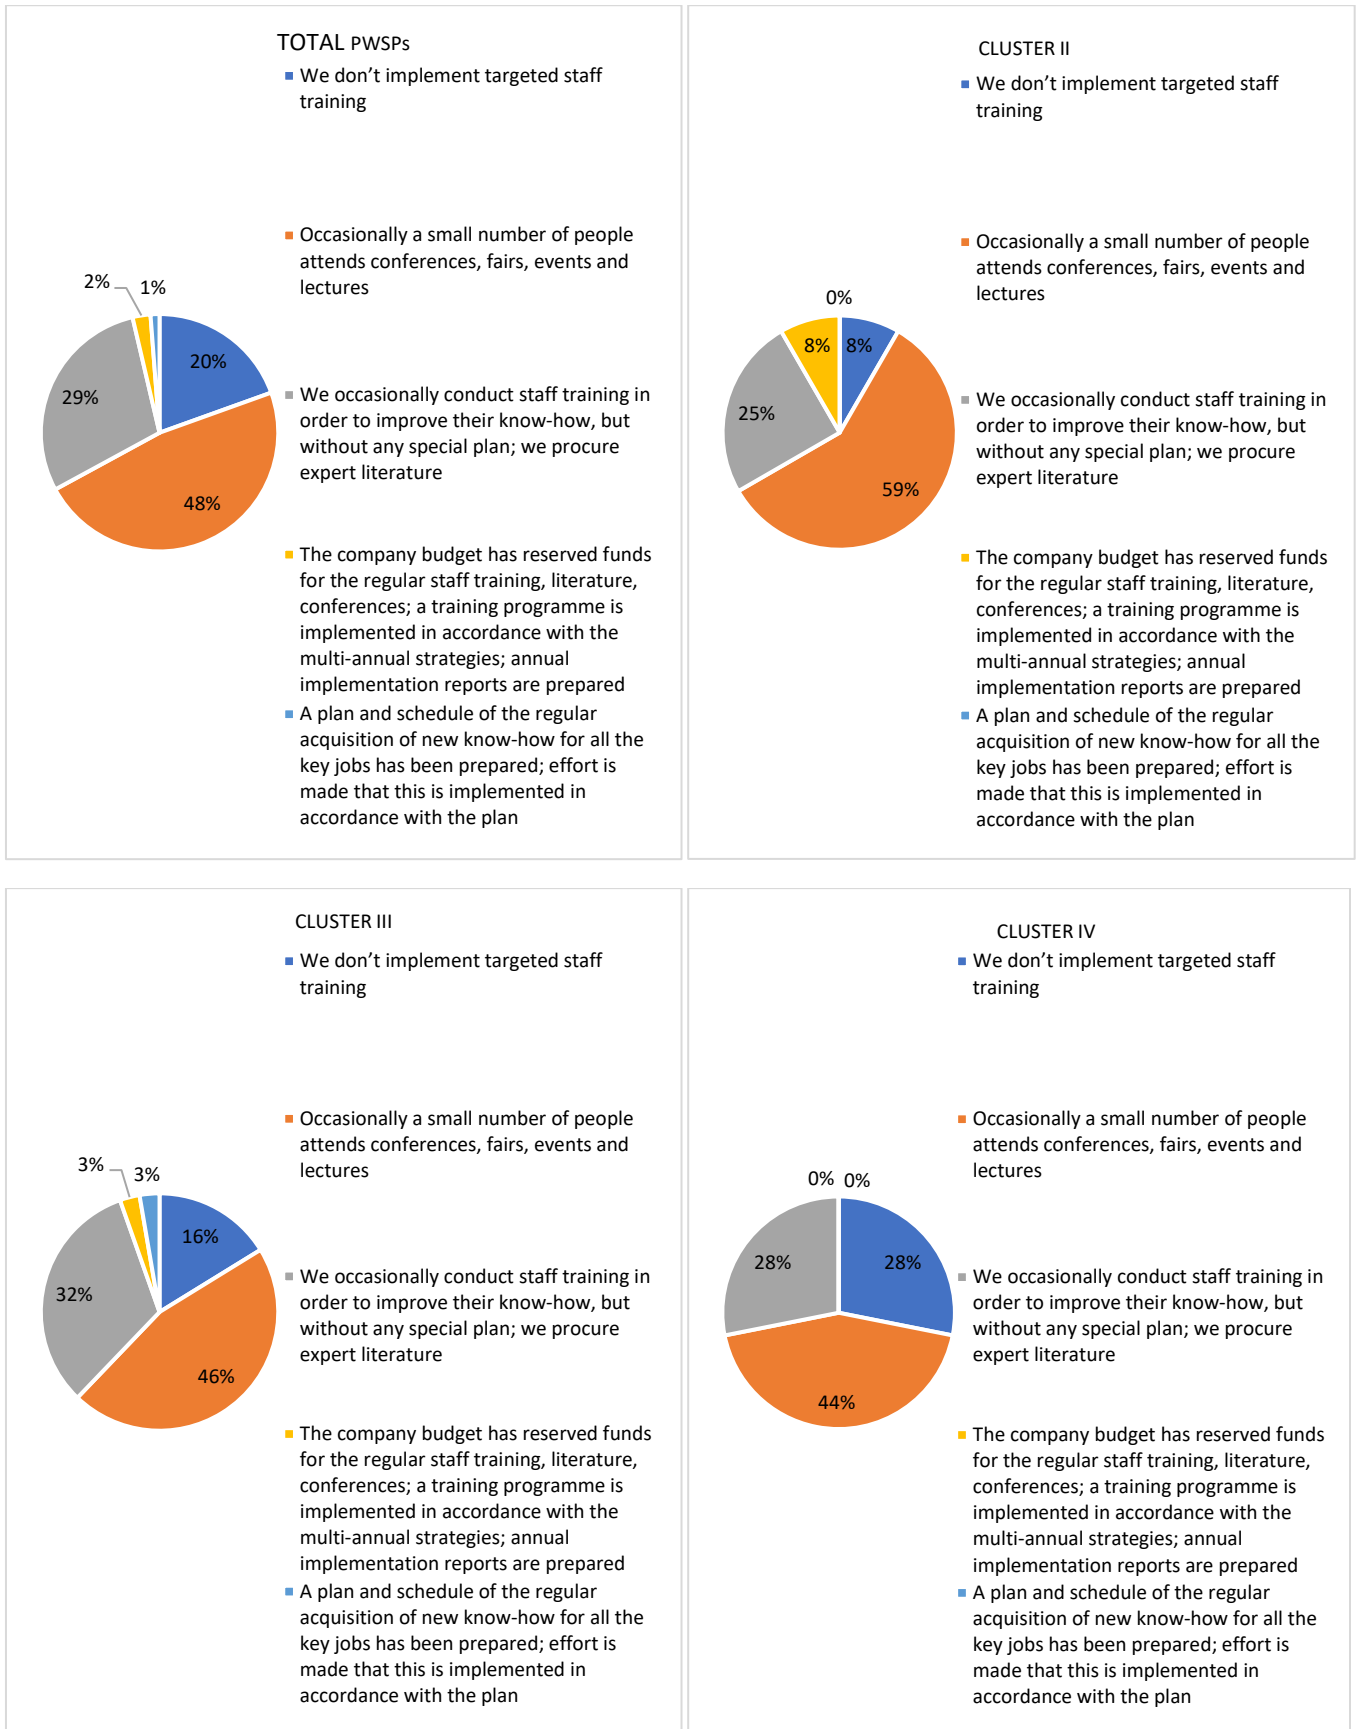 TOTAL PWSPs
We don't implement targeted staff
training
Occasionally a small number of people
attends conferences, fairs, events and
lectures
We occasionally conduct staff training in
order to improve their know-how, but
without any special plan; we procure
expert literature
The company budget has reserved funds
for the regular staff training, literature,
conferences; a training programme is
implemented in accordance with the
multi-annual strategies; annual
implementation reports are prepared
A plan and schedule of the regular
acquisition of new know-how for all the
key jobs has been prepared; effort is
made that this is implemented in
accordance with the plan
2%
1%
20%
29%
48%
CLUSTER II
We don't implement targeted staff
training
Occasionally a small number of people
attends conferences, fairs, events and
lectures
We occasionally conduct staff training in
order to improve their know-how, but
without any special plan; we procure
expert literature
The company budget has reserved funds
for the regular staff training, literature,
conferences; a training programme is
implemented in accordance with the
multi-annual strategies; annual
implementation reports are prepared
A plan and schedule of the regular
acquisition of new know-how for all the
key jobs has been prepared; effort is
made that this is implemented in
accordance with the plan
0%
8%
8%
25%
59%
CLUSTER III
We don't implement targeted staff
training
Occasionally a small number of people
attends conferences, fairs, events and
lectures
We occasionally conduct staff training in
order to improve their know-how, but
without any special plan; we procure
expert literature
The company budget has reserved funds
for the regular staff training, literature,
conferences; a training programme is
implemented in accordance with the
multi-annual strategies; annual
implementation reports are prepared
A plan and schedule of the regular
acquisition of new know-how for all the
key jobs has been prepared; effort is
made that this is implemented in
accordance with the plan
3%
3%
16%
32%
46%
CLUSTER IV
We don't implement targeted staff
training
Occasionally a small number of people
attends conferences, fairs, events and
lectures
We occasionally conduct staff training in
order to improve their know-how, but
without any special plan; we procure
expert literature
The company budget has reserved funds
for the regular staff training, literature,
conferences; a training programme is
implemented in accordance with the
multi-annual strategies; annual
implementation reports are prepared
A plan and schedule of the regular
acquisition of new know-how for all the
key jobs has been prepared; effort is
made that this is implemented in
accordance with the plan
0%
0%
28%
28%
44%